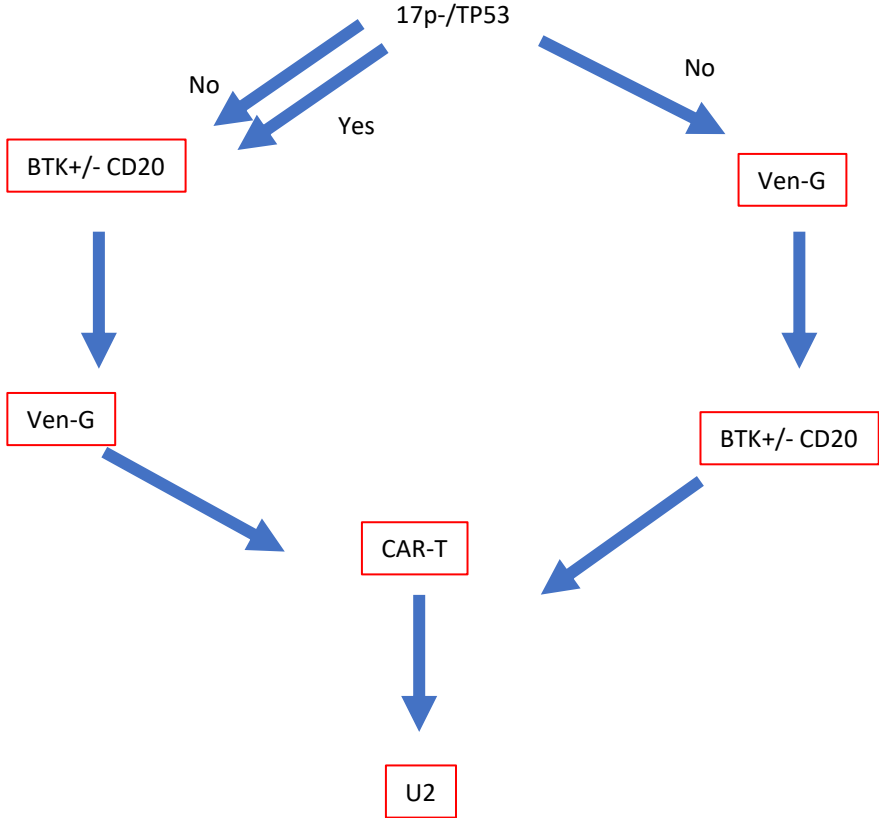 17p-/TP53
No
No
Yes
BTK+/- CD20
Ven-G
Ven-G
BTK+/- CD20
CAR-T
U2